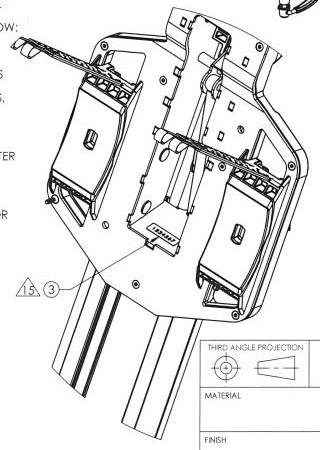 OW:
S
S,
TER
OR
15 3
THIRD ANGLE PROJECTION
MATERIAL
FINISH